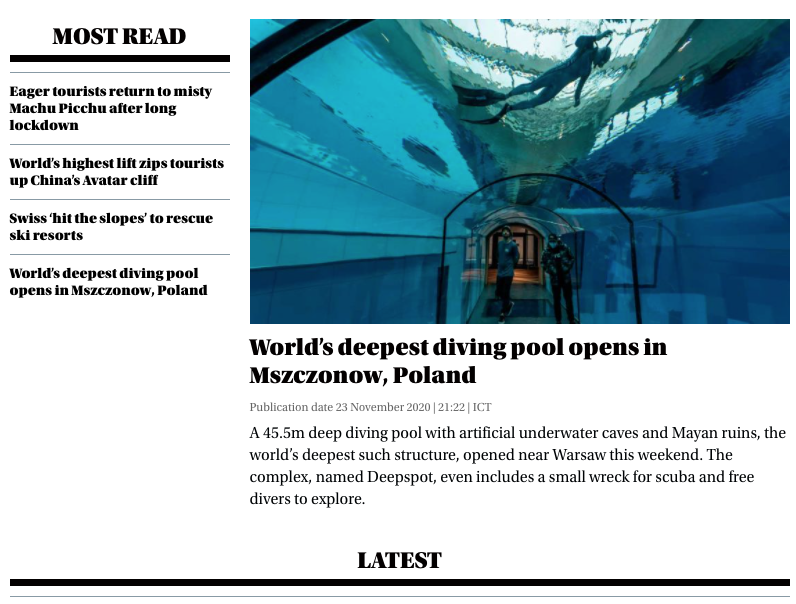 MOST READ
Eager tourists return to misty
Machu Picchu after long
lockdown
World’s highest lift zips tourists
up China’s Avatar cliff
Swiss ‘hit the slopes’ to rescue
ski resorts
World’s deepest diving pool
opens in Mszczonow, Poland
World’s deepest diving pool opens in
Mszczonow, Poland
Publication date 23 November 2020 | 21:22 | ICT
A 45.5m deep diving pool with artificial underwater caves and Mayan ruins, the
world’s deepest such structure, opened near Warsaw this weekend. The
complex, named Deepspot, even includes a small wreck for scuba and free
divers to explore.
LATEST